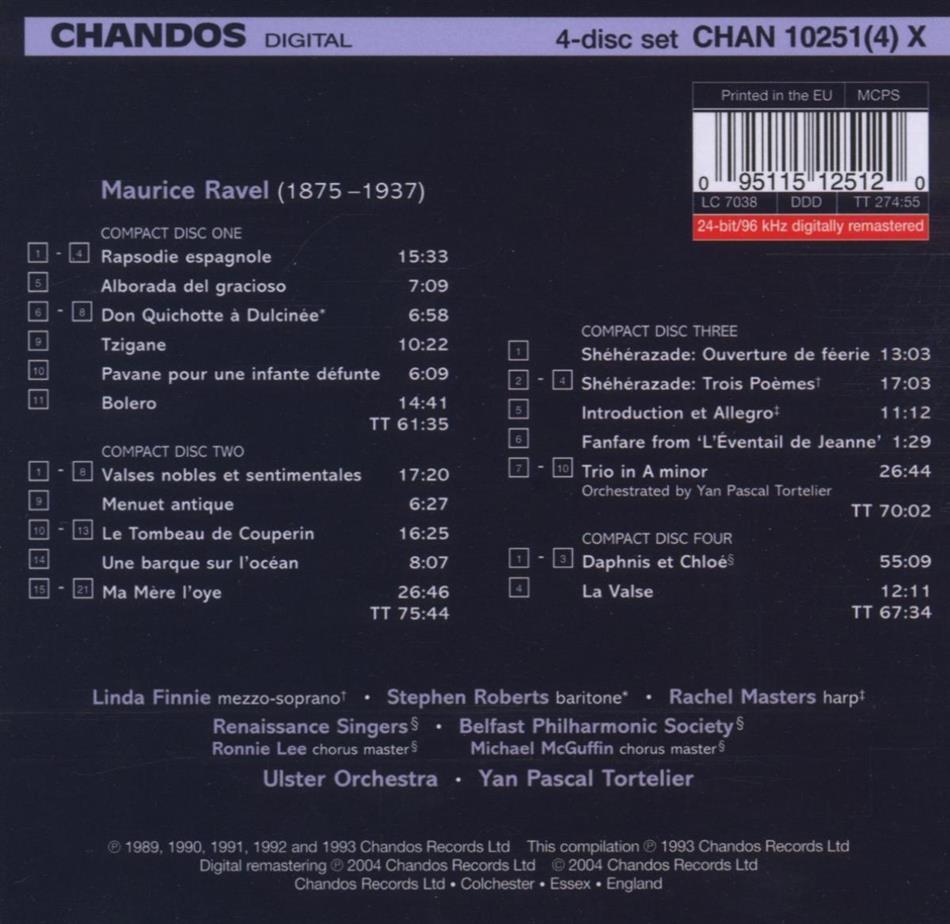 CHANDOS DIGITAL 4-disc set CHAN 10251(4) X
Printed in the EU MCPS
0 95115 12512 0
LC 7038 DDD TT 274:55
24-bit/96 kHz digitally remastered
Maurice Ravel (1875–1937)
COMPACT DISC ONE
1 - 4 Rapsodie espagnole 15:33
5 Alborada del gracioso 7:09
6 - 8 Don Quichotte à Dulcinée* 6:58
9 Tzigane 10:22
10 Pavane pour une infante défunte 6:09
11 Bolero 14:41
TT 61:35
COMPACT DISC TWO
1 - 8 Valses nobles et sentimentales 17:20
9 Menuet antique 6:27
10 - 13 Le Tombeau de Couperin 16:25
14 Une barque sur l'océan 8:07
15 - 21 Ma Mère l'oye 26:46
TT 75:44
COMPACT DISC THREE
1 Shéhérazade: Ouverture de féerie 13:03
2 - 4 Shéhérazade: Trois Poèmes† 17:03
5 Introduction et Allegro‡ 11:12
6 Fanfare from ‘L'Éventail de Jeanne’ 1:29
7 - 10 Trio in A minor 26:44
Orchestrated by Yan Pascal Tortelier
TT 70:02
COMPACT DISC FOUR
1 - 3 Daphnis et Chloé§ 55:09
4 La Valse 12:11
TT 67:34
Linda Finnie mezzo-soprano† • Stephen Roberts baritone* • Rachel Masters harp‡
Renaissance Singers§ • Belfast Philharmonic Society§
Ronnie Lee chorus master§ Michael McGuffin chorus master§
Ulster Orchestra • Yan Pascal Tortelier
℗ 1989, 1990, 1991, 1992 and 1993 Chandos Records Ltd This compilation ℗ 1993 Chandos Records Ltd
Digital remastering ℗ 2004 Chandos Records Ltd © 2004 Chandos Records Ltd
Chandos Records Ltd • Colchester • Essex • England